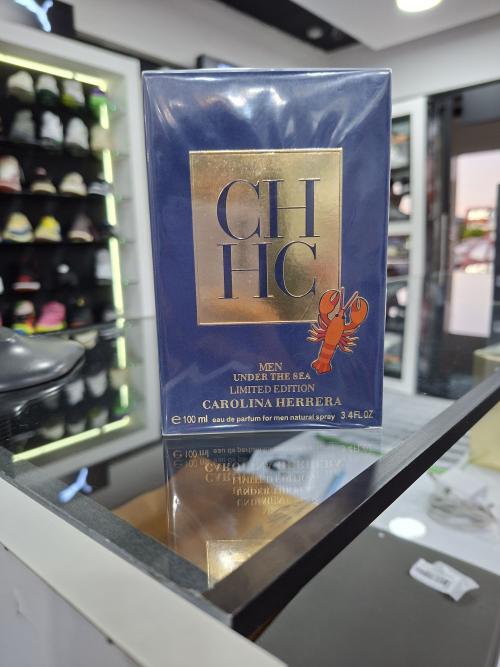 CH
HC
MEN
UNDER THE SEA
LIMITED EDITION
CAROLINA HERRERA
℮ 100 ml eau de parfum for men natural spray 3.4 FL.OZ